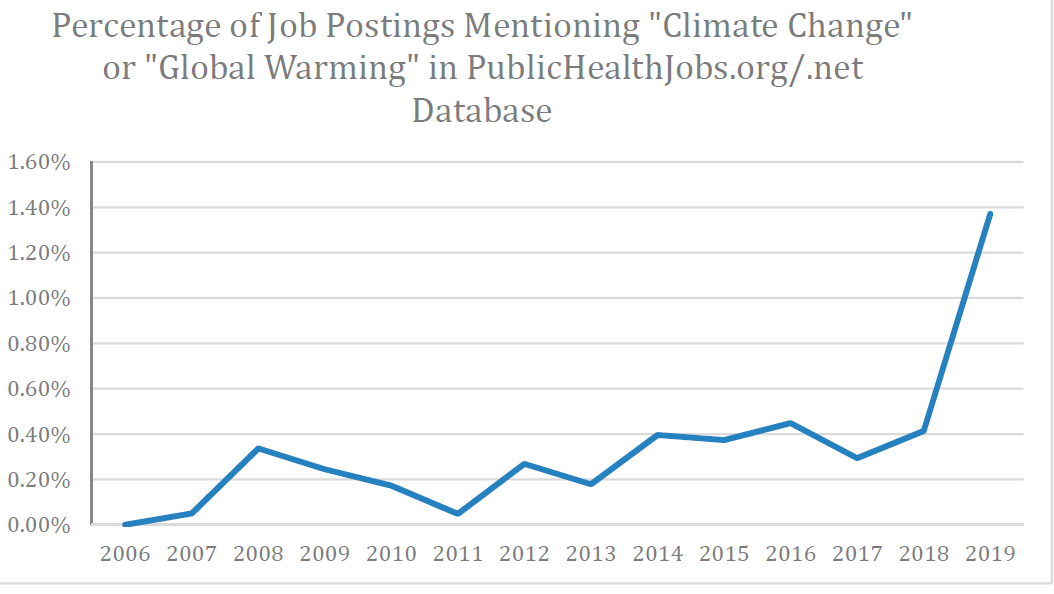 Percentage of Job Postings Mentioning "Climate Change"
or "Global Warming" in PublicHealthJobs.org/.net
Database
1.60%
1.40%
1.20%
1.00%
0.80%
0.60%
0.40%
0.20%
0.00%
2006 2007 2008 2009 2010 2011 2012 2013 2014 2015 2016 2017 2018 2019